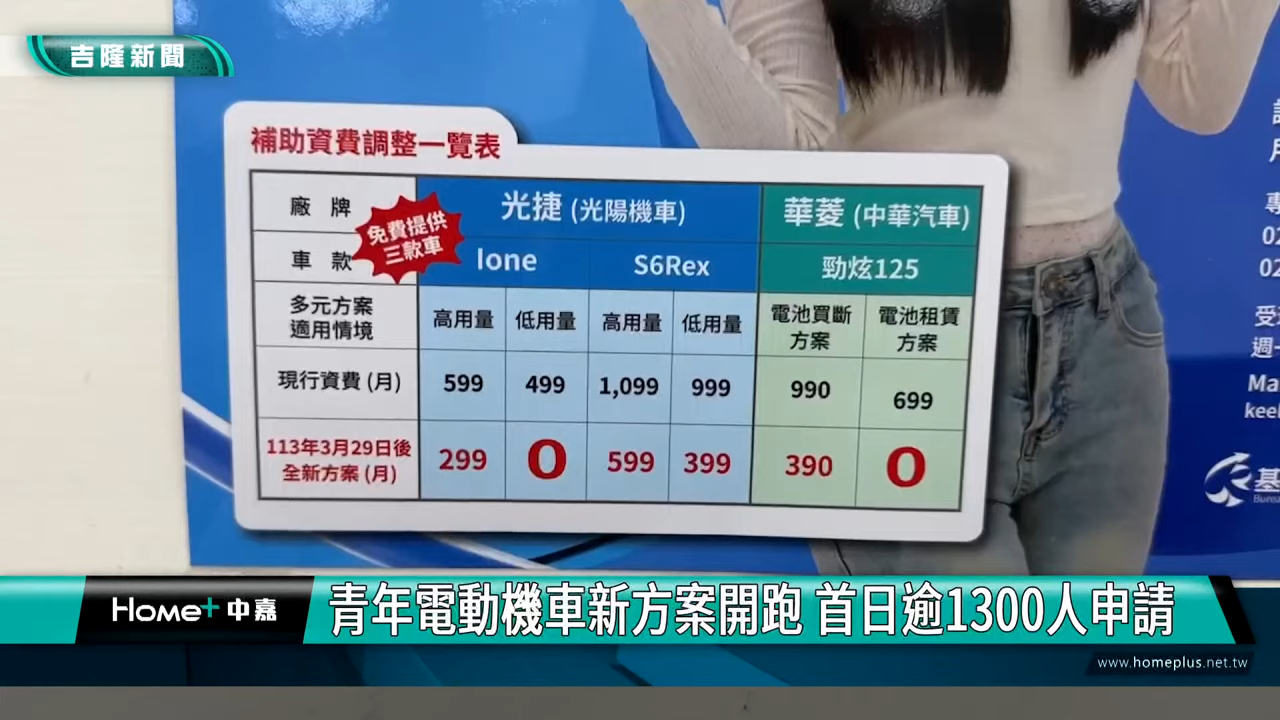 吉隆新聞
補助資費調整一覽表
廠 牌
免費提供
三款車
光捷 (光陽機車)
華菱 (中華汽車)
車 款
Ione
S6Rex
勁炫125
多元方案
適用情境
高用量
低用量
高用量
低用量
電池買斷
方案
電池租賃
方案
現行資費 (月)
599
499
1,099
999
990
699
113年3月29日後
全新方案 (月)
299
0
599
399
390
0
受
週一
Ma
keel
基
Burea
Home+ 中嘉
青年電動機車新方案開跑 首日逾1300人申請
www.homeplus.net.tw